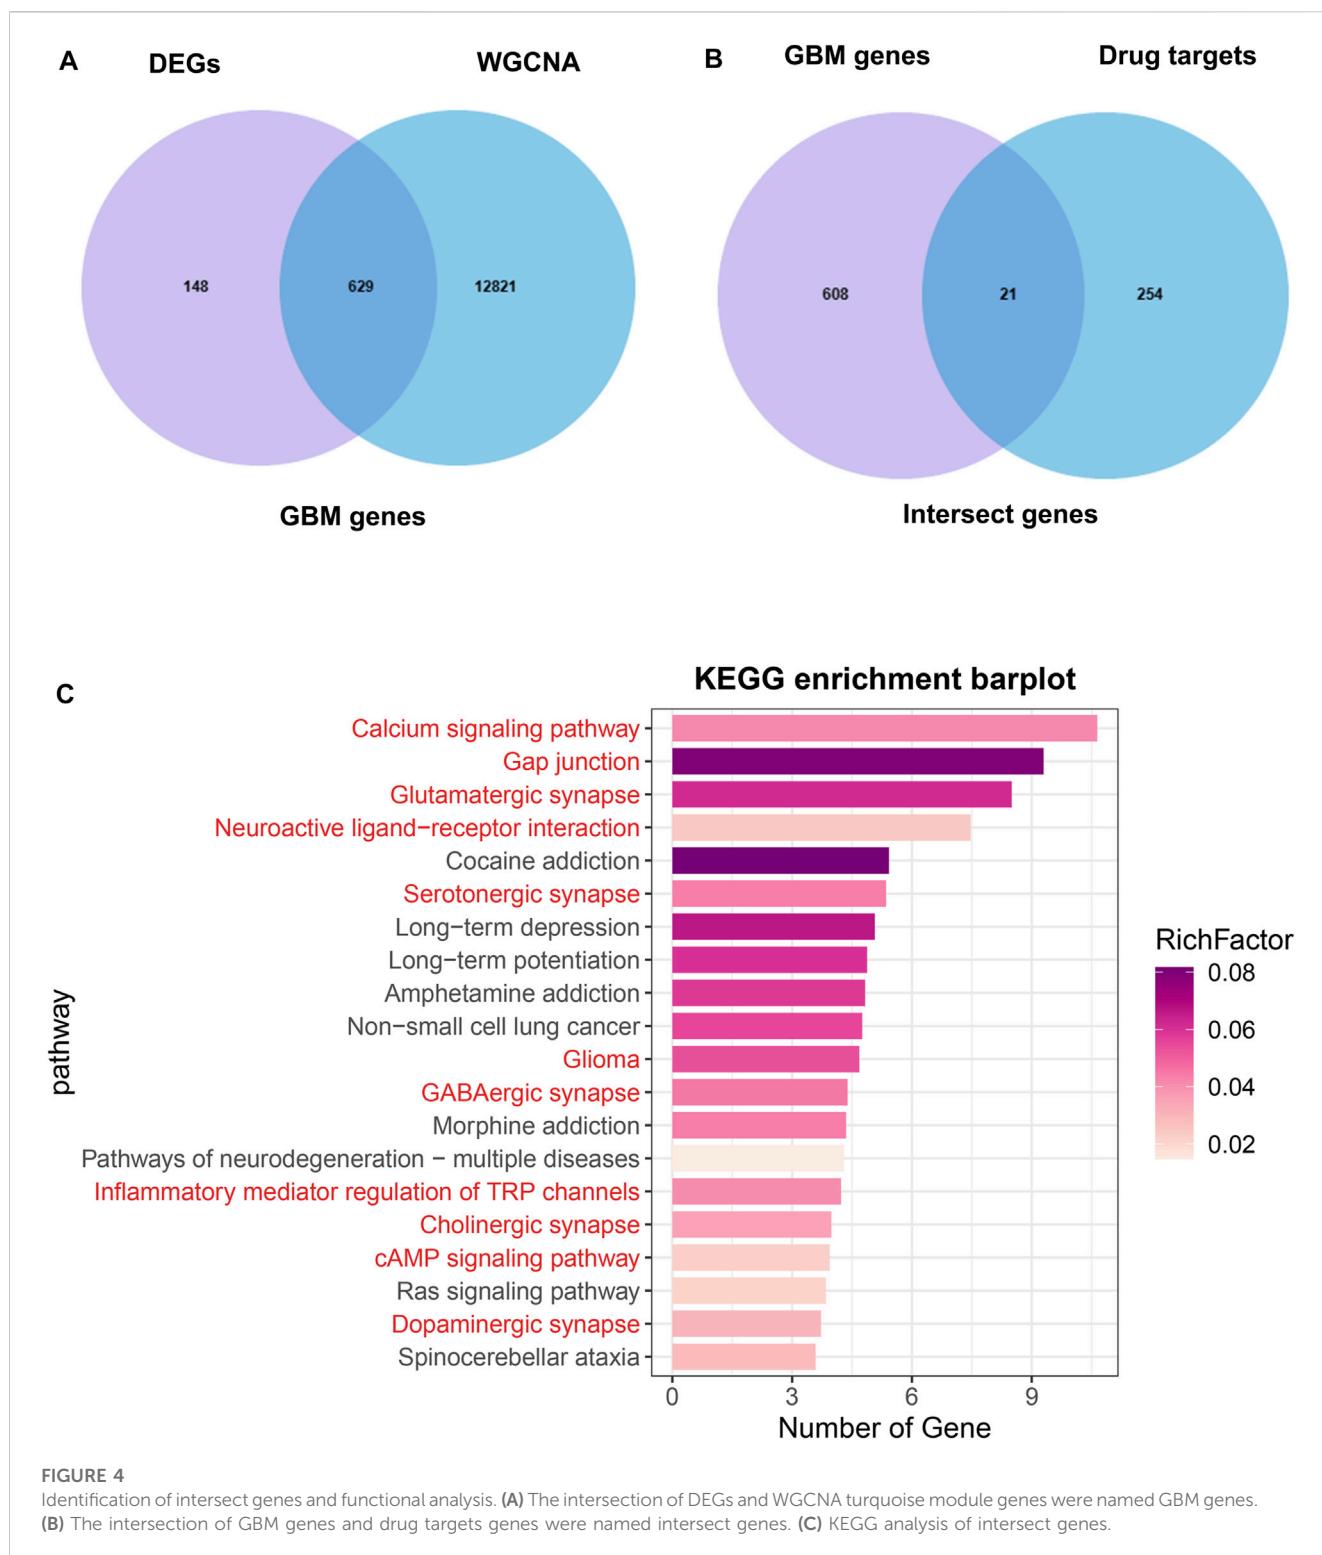 A
DEGs
WGCNA
148
629
12821
GBM genes
B
GBM genes
Drug targets
608
21
254
Intersect genes
C
KEGG enrichment barplot
pathway
Calcium signaling pathway
Gap junction
Glutamatergic synapse
Neuroactive ligand−receptor interaction
Cocaine addiction
Serotonergic synapse
Long−term depression
Long−term potentiation
Amphetamine addiction
Non−small cell lung cancer
Glioma
GABAergic synapse
Morphine addiction
Pathways of neurodegeneration − multiple diseases
Inflammatory mediator regulation of TRP channels
Cholinergic synapse
cAMP signaling pathway
Ras signaling pathway
Dopaminergic synapse
Spinocerebellar ataxia
0 3 6 9
Number of Gene
RichFactor
0.08
0.06
0.04
0.02
FIGURE 4
Identification of intersect genes and functional analysis. (A) The intersection of DEGs and WGCNA turquoise module genes were named GBM genes.
(B) The intersection of GBM genes and drug targets genes were named intersect genes. (C) KEGG analysis of intersect genes.